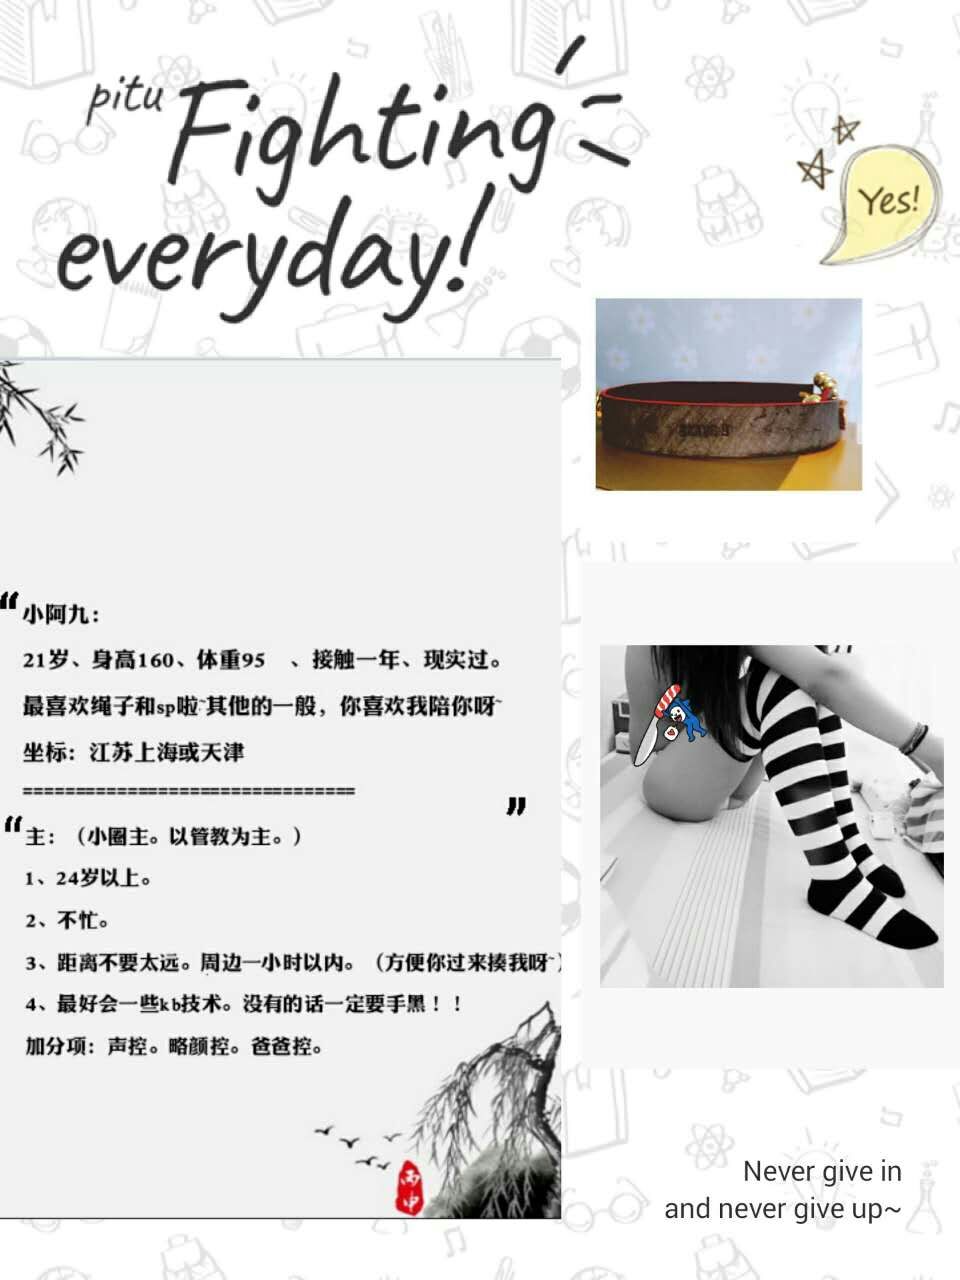 pitu
Fighting
everyday!
Yes!
“小阿九：
21岁、身高160、体重95 、接触一年、现实过。
最喜欢绳子和sp啦~其他的一般，你喜欢我陪你呀~
坐标：江苏上海或天津
================================
”
“主：（小圈主。以管教为主。）
1、24岁以上。
2、不忙。
3、距离不要太远。周边一小时以内。（方便你过来揍我呀~）
4、最好会一些kb技术。没有的话一定要手黑！！
加分项：声控。略颜控。爸爸控。
丙申
Never give in
and never give up~